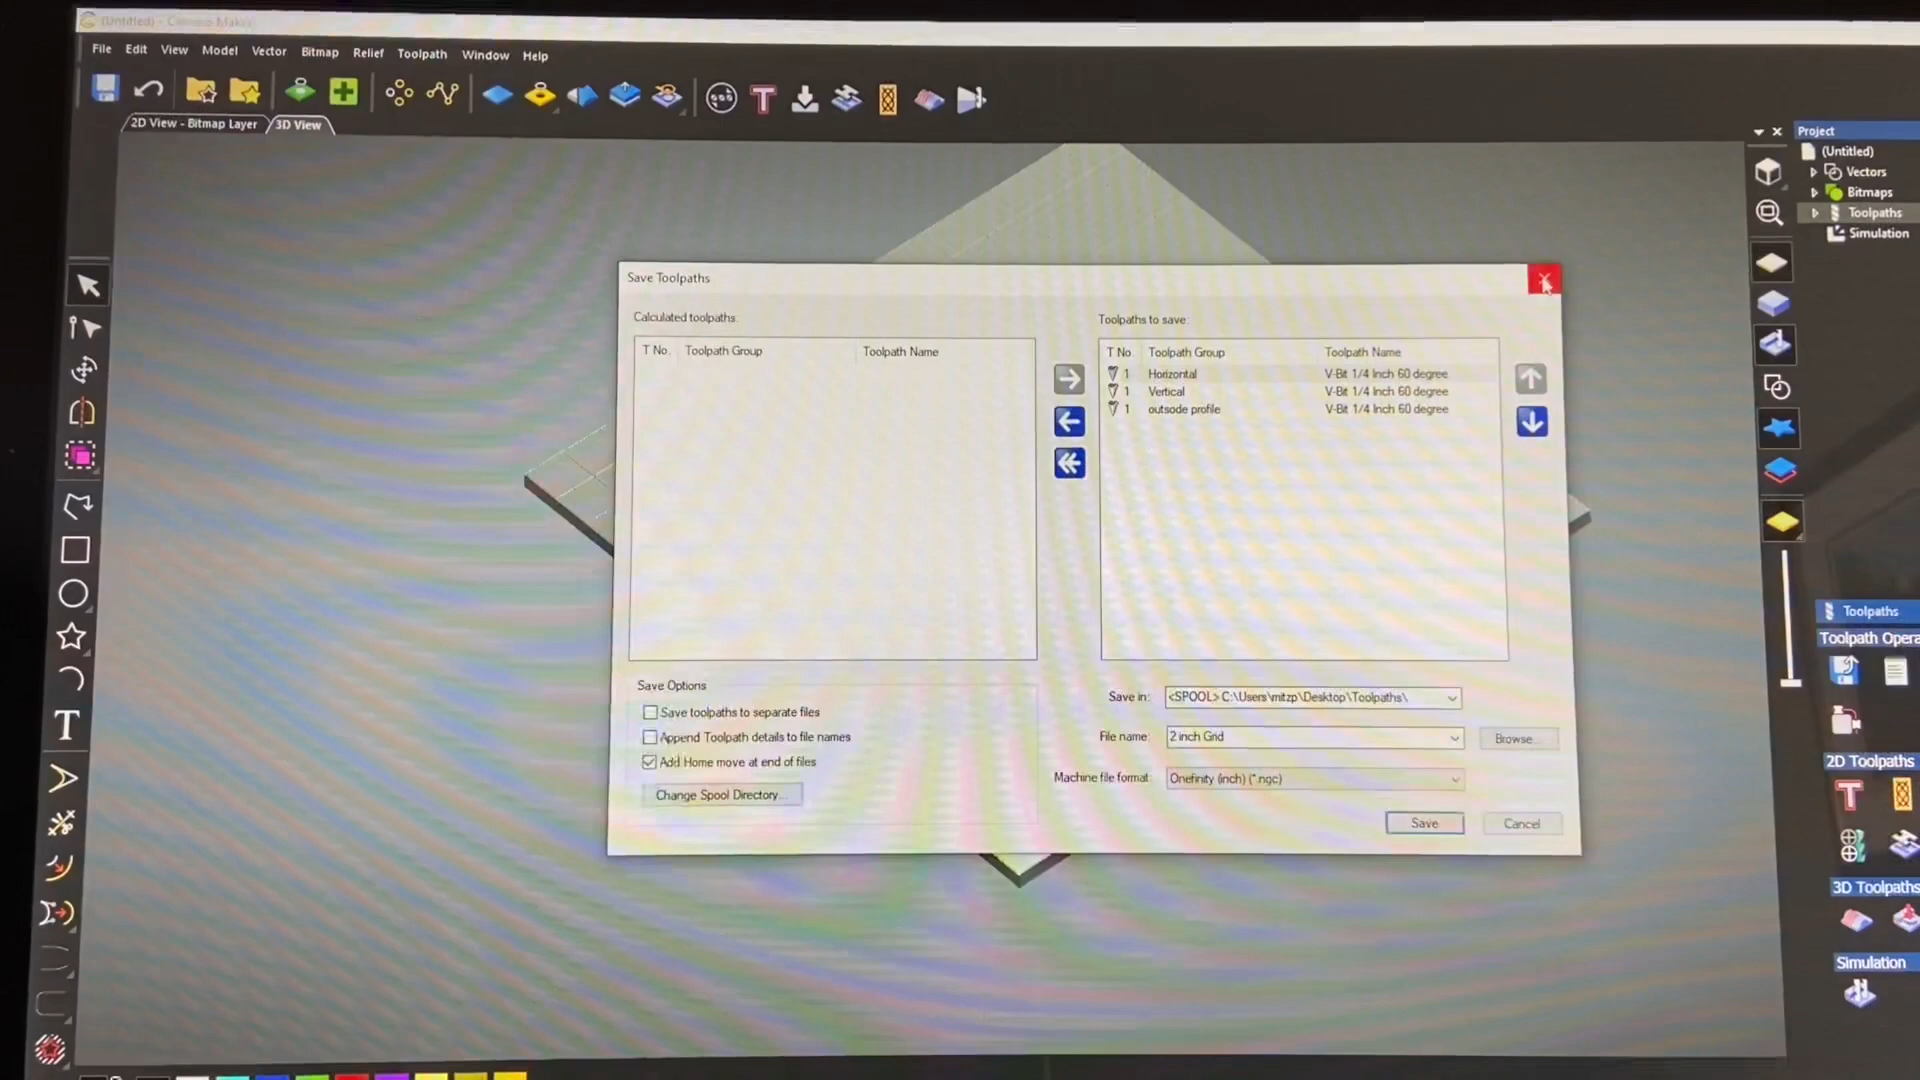 (Untitled) - Carveco Maker
File Edit View Model Vector Bitmap Relief Toolpath Window Help
2D View - Bitmap Layer 3D View
Project
(Untitled)
Vectors
Bitmaps
Toolpaths
Simulation
Save Toolpaths
Calculated toolpaths:
T No. Toolpath Group Toolpath Name
Toolpaths to save:
T No. Toolpath Group Toolpath Name
1 Horizontal V-Bit 1/4 Inch 60 degree
1 Vertical V-Bit 1/4 Inch 60 degree
1 outsode profile V-Bit 1/4 Inch 60 degree
Save Options
Save toolpaths to separate files
Append Toolpath details to file names
Add Home move at end of files
Change Spool Directory...
Save in: <SPOOL> C:\Users\mitzp\Desktop\Toolpaths\
File name: 2 inch Grid Browse...
Machine file format: Onefinity (inch) (*.ngc)
Save Cancel
Toolpaths
Toolpath Opera
2D Toolpaths
3D Toolpaths
Simulation